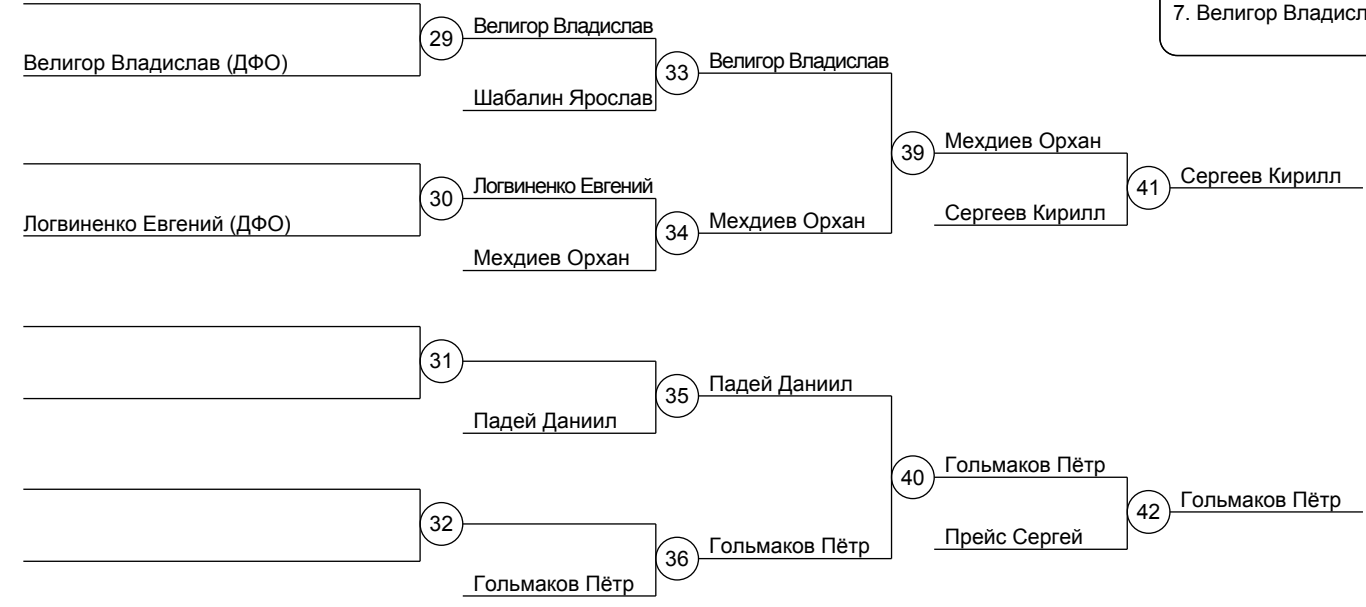 7. Велигор Владисл
Велигор Владислав (ДФО)
29
Велигор Владислав
Шабалин Ярослав
33
Велигор Владислав
Логвиненко Евгений (ДФО)
30
Логвиненко Евгений
Мехдиев Орхан
34
Мехдиев Орхан
39
Мехдиев Орхан
Сергеев Кирилл
41
Сергеев Кирилл
31
Падей Даниил
35
Падей Даниил
32
Гольмаков Пётр
36
Гольмаков Пётр
40
Гольмаков Пётр
Прейс Сергей
42
Гольмаков Пётр